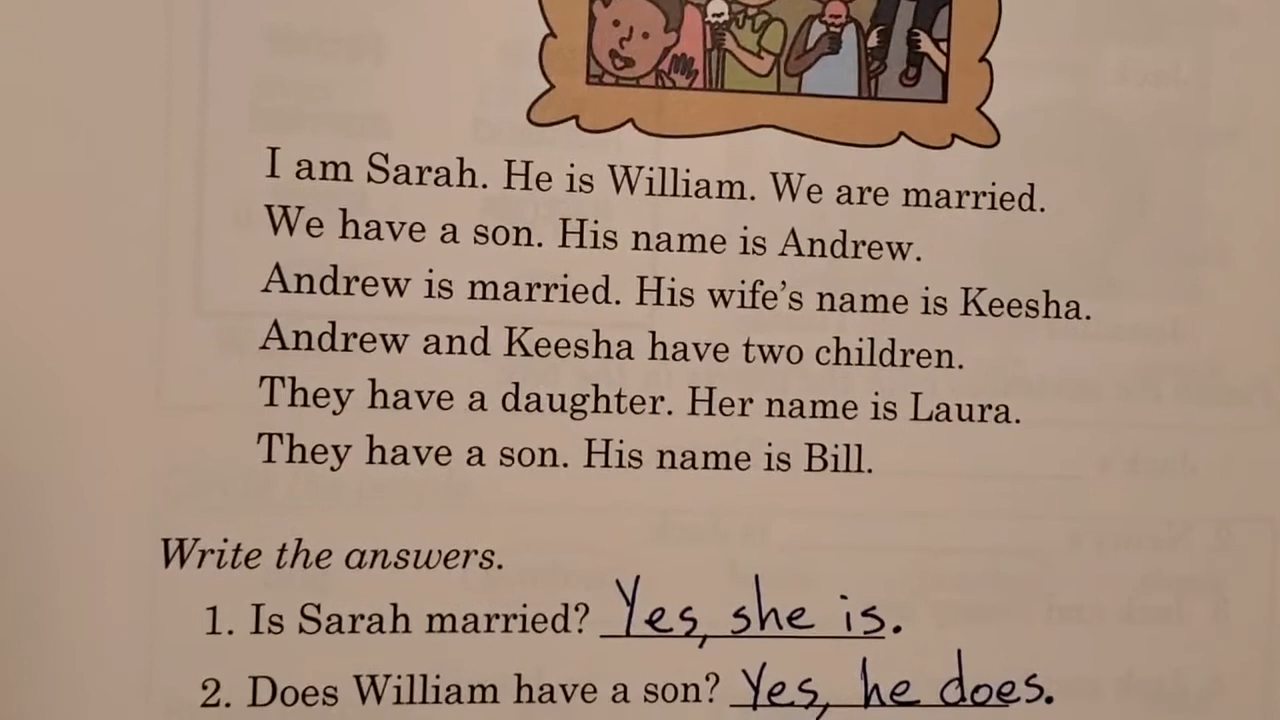 I am Sarah. He is William. We are married.
We have a son. His name is Andrew.
Andrew is married. His wife's name is Keesha.
Andrew and Keesha have two children.
They have a daughter. Her name is Laura.
They have a son. His name is Bill.
Write the answers.
1. Is Sarah married? Yes, she is.
2. Does William have a son? Yes, he does.